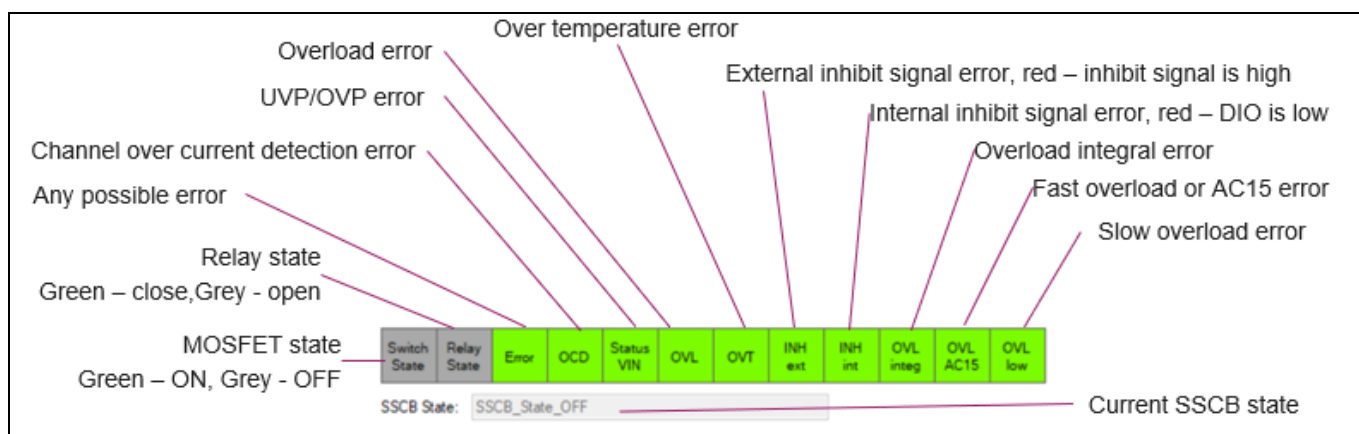 Over temperature error
Overload error
External inhibit signal error, red – inhibit signal is high
UVP/OVP error
Internal inhibit signal error, red – DIO is low
Channel over current detection error
Overload integral error
Any possible error
Fast overload or AC15 error
Slow overload error
Relay state
Green – close,Grey - open
MOSFET state
Green – ON, Grey - OFF
Switch State
Relay State
Error
OCD
Status VIN
OVL
OVT
INH ext
INH int
OVL integ
OVL AC15
OVL low
SSCB State: SSCB_State_OFF
Current SSCB state